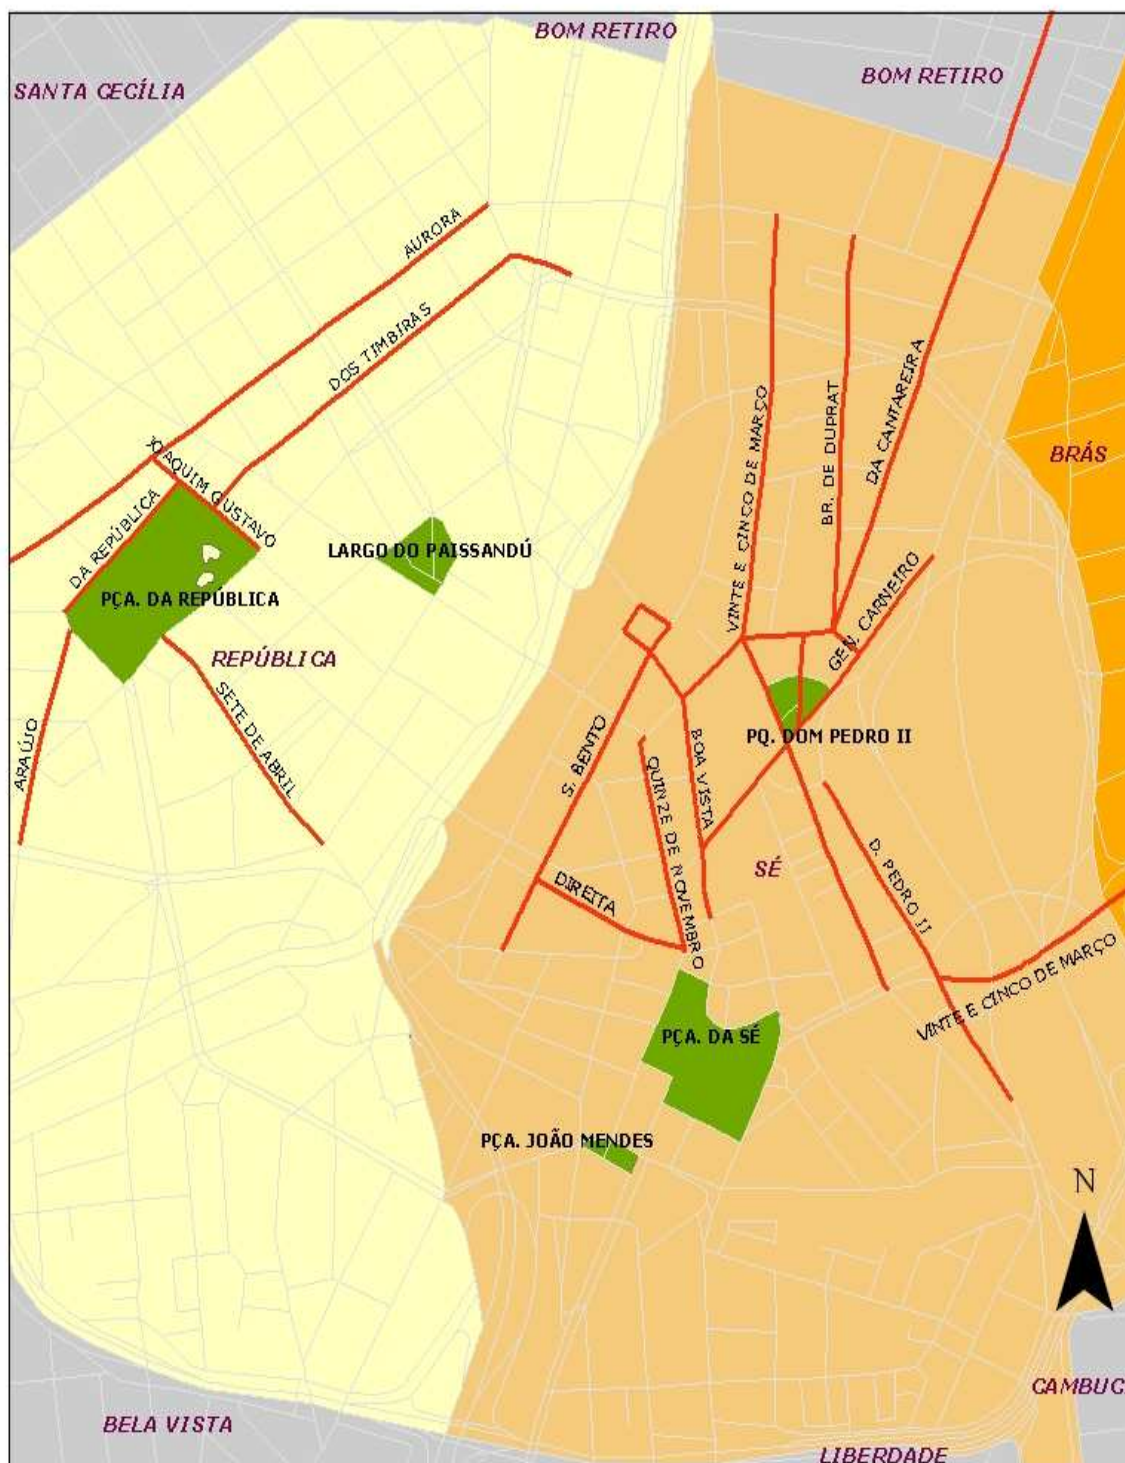 BOM RETIRO
BOM RETIRO
SANTA CECÍLIA
AURORA
DOS TIMBIRAS
VINTE E CINCO DE MARÇO
BR. DE DUPRAT
DA CANTAREIRA
BRÁS
JOAQUIM GUSTAVO
DA REPÚBLICA
LARGO DO PAISSANDÚ
PÇA. DA REPÚBLICA
GEN. CARNEIRO
REPÚBLICA
SETE DE ABRIL
ARAÚJO
S. BENTO
QUINZE DE NOVEMBRO
BOA VISTA
PQ. DOM PEDRO II
SÉ
D. PEDRO II
DIREITA
VINTE E CINCO DE MARÇO
PÇA. DA SÉ
PÇA. JOÃO MENDES
N
CAMBUC
BELA VISTA
LIBERDADE